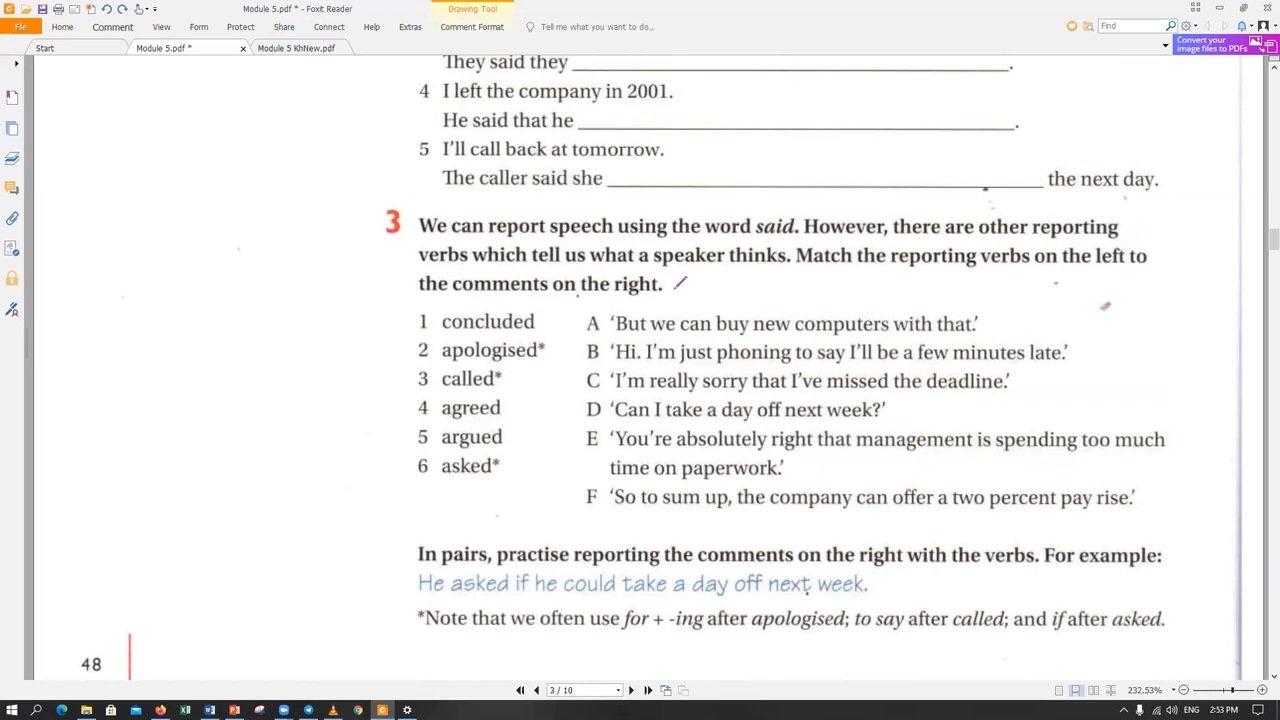 Module 5.pdf * - Foxit Reader
Drawing Tool
File Home Comment View Form Protect Share Connect Help Extras Comment Format Tell me what you want to do.. Find
Convert your
image files to PDFs
Start Module 5.pdf * Module 5 KhNew.pdf
They said they ____.
4 I left the company in 2001.
He said that he ____.
5 I'll call back at tomorrow.
The caller said she ____ the next day.
3 We can report speech using the word said. However, there are other reporting
verbs which tell us what a speaker thinks. Match the reporting verbs on the left to
the comments on the right.
1 concluded A 'But we can buy new computers with that.'
2 apologised* B 'Hi. I'm just phoning to say I'll be a few minutes late.'
3 called* C 'I'm really sorry that I've missed the deadline.'
4 agreed D 'Can I take a day off next week?'
5 argued E 'You're absolutely right that management is spending too much
6 asked* time on paperwork.'
F 'So to sum up, the company can offer a two percent pay rise.'
In pairs, practise reporting the comments on the right with the verbs. For example:
He asked if he could take a day off next week.
*Note that we often use for + -ing after apologised; to say after called; and if after asked.
48
3 / 10 232.53%
2:53 PM